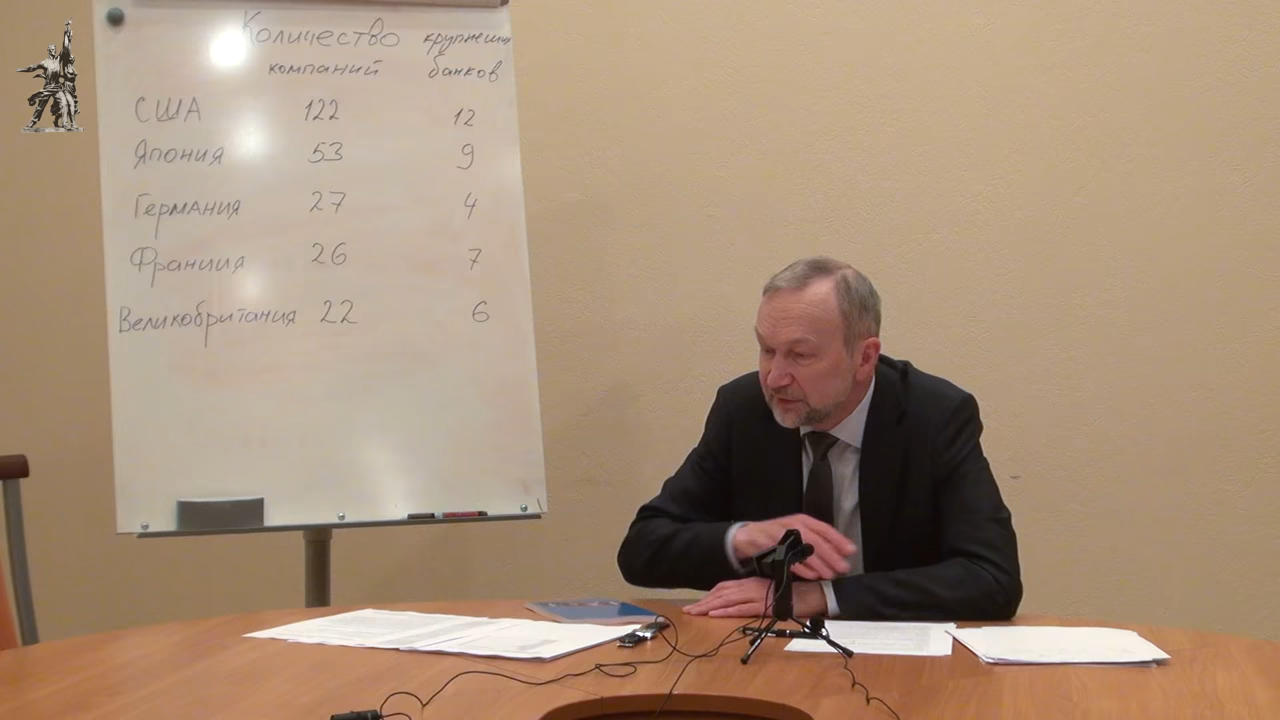 Количество крупнейших
компаний банков
США 122 12
Япония 53 9
Германия 27 4
Франция 26 7
Великобритания 22 6